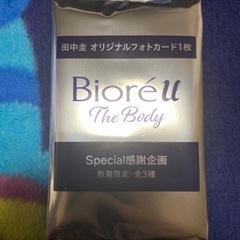 田中圭 オリジナルフォトカード1枚
Bioré u
The Body
Special感謝企画
数量限定・全3種